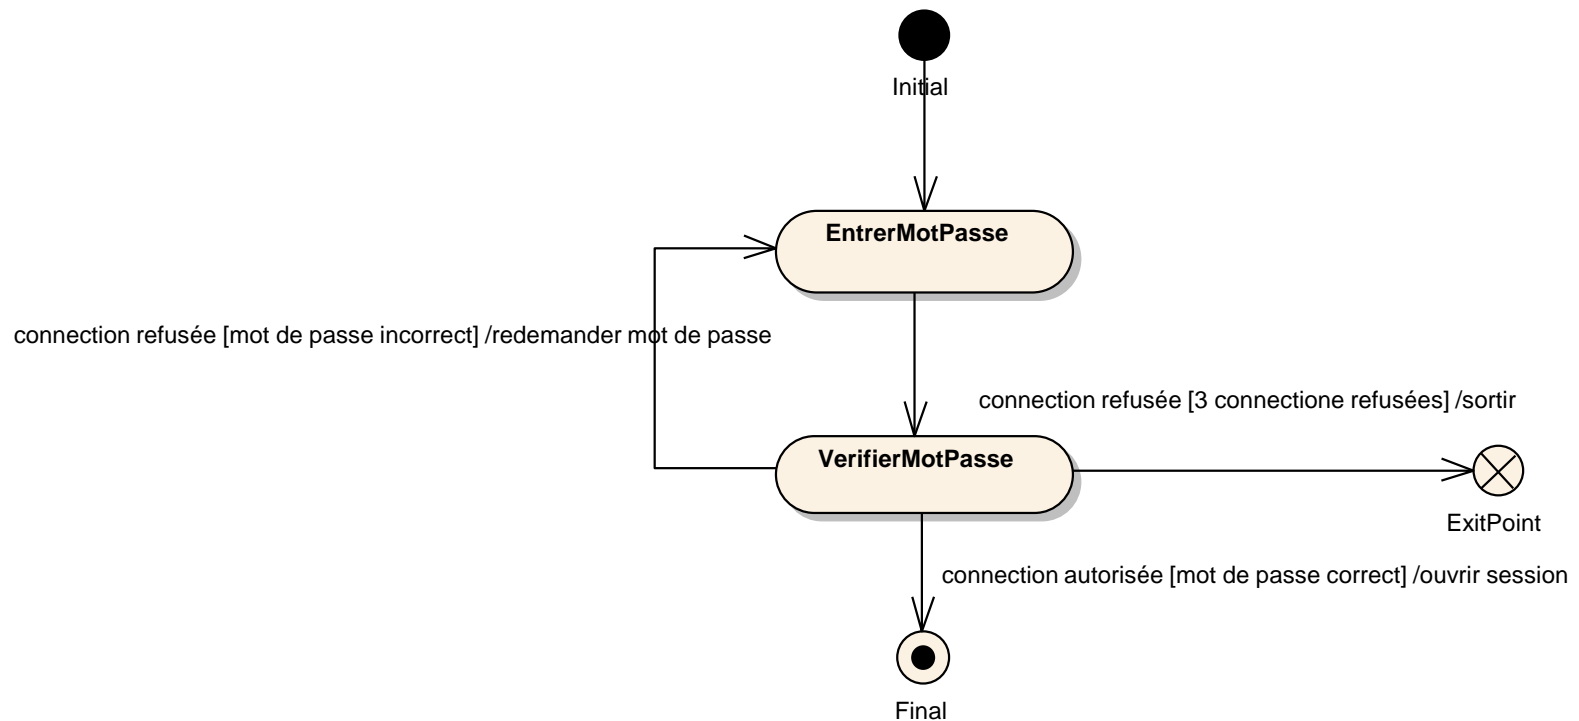 Initial
EntrerMotPasse
connection refusée [mot de passe incorrect] /redemander mot de passe
connection refusée [3 connectione refusées] /sortir
VerifierMotPasse
ExitPoint
connection autorisée [mot de passe correct] /ouvrir session
Final